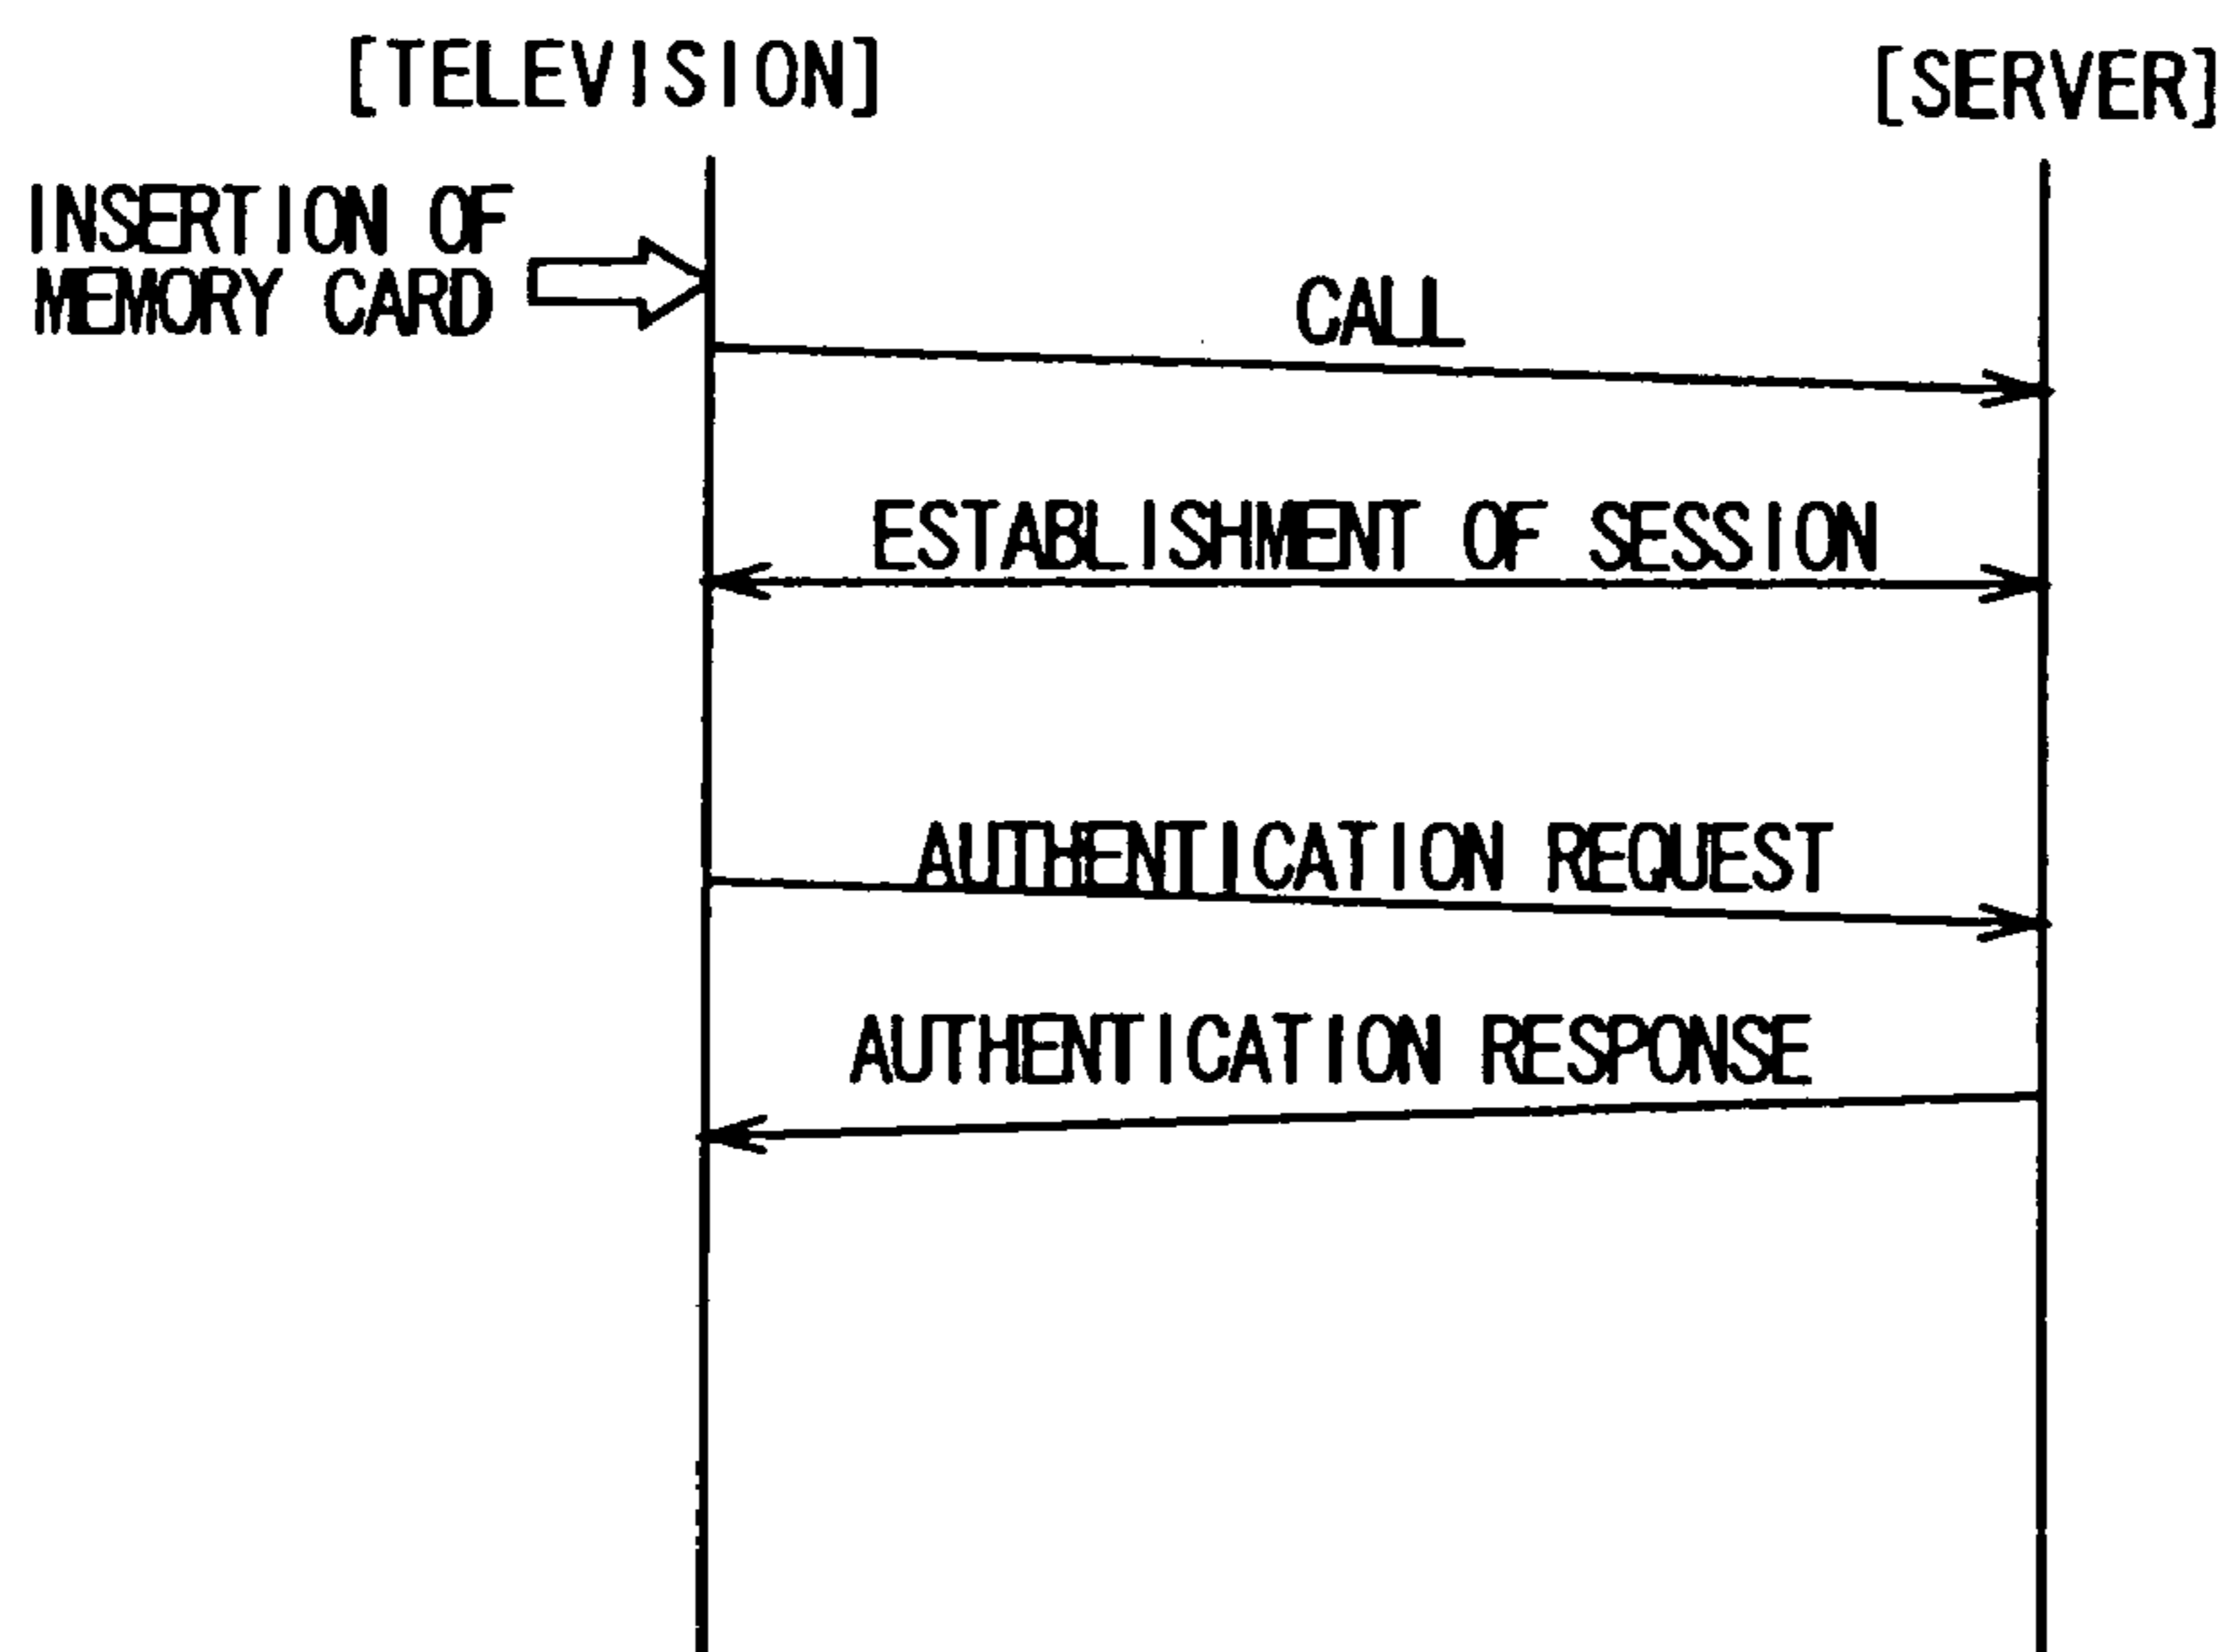 [TELEVISION]
[SERVER]
INSERTION OF
MEMORY CARD
CALL
ESTABLISHMENT OF SESSION
AUTHENTICATION REQUEST
AUTHENTICATION RESPONSE